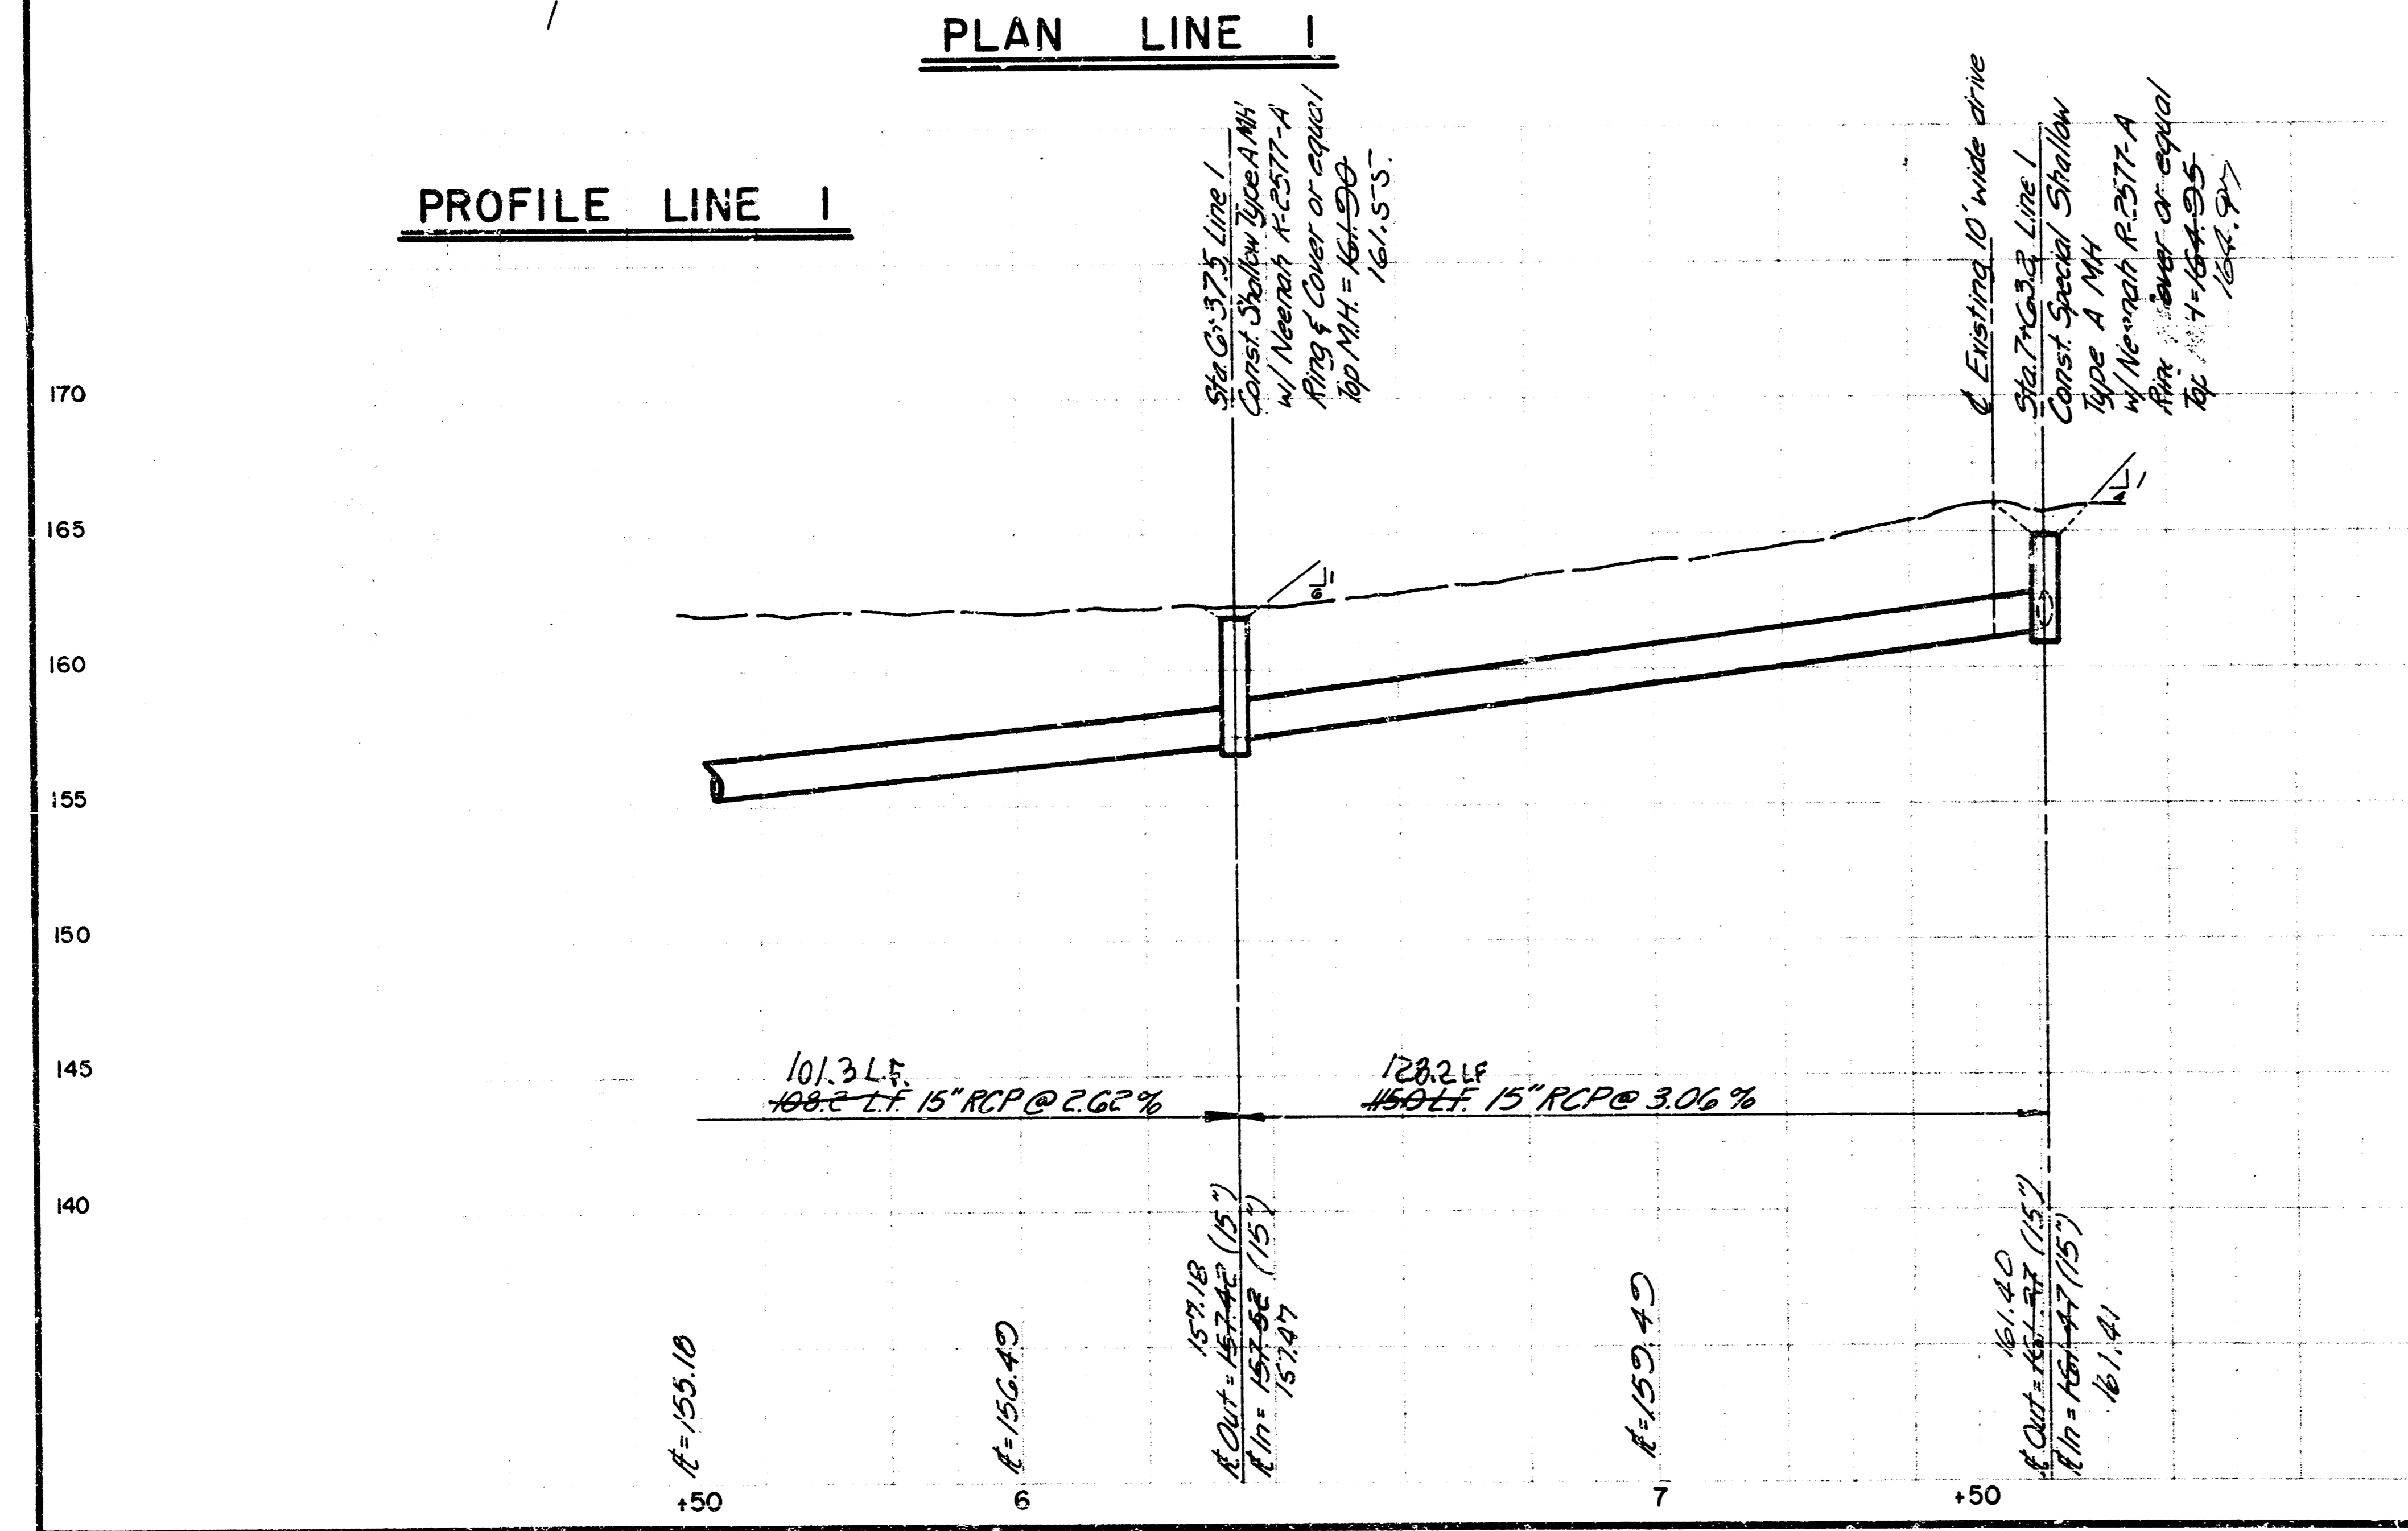 PLAN LINE 1
PROFILE LINE 1
Sta. 6+37.5, Line 1
Const. Shallow Type A MH
w/ Neenah R-2577-A
Ring & Cover or equal
Top M.H. = 161.90
161.55
₵ Existing 10' wide drive
Sta. 7+63.2 Line 1
Const. Special Shallow
Type A MH
w/ Neenah R-2577-A
or equal
164.95
170
165
160
155
150
145
140
101.3 L.F.
108.2 L.F. 15" RCP @ 2.62%
128.2 LF
115.0 L.F. 15" RCP @ 3.06%
=155.18
=156.49
157.18
Out = 157.42 (15")
In = 157.52 (15")
157.47
=159.49
161.40
Out = 161.37 (15")
In = 161.47 (15")
161.41
+50
6
7
+50